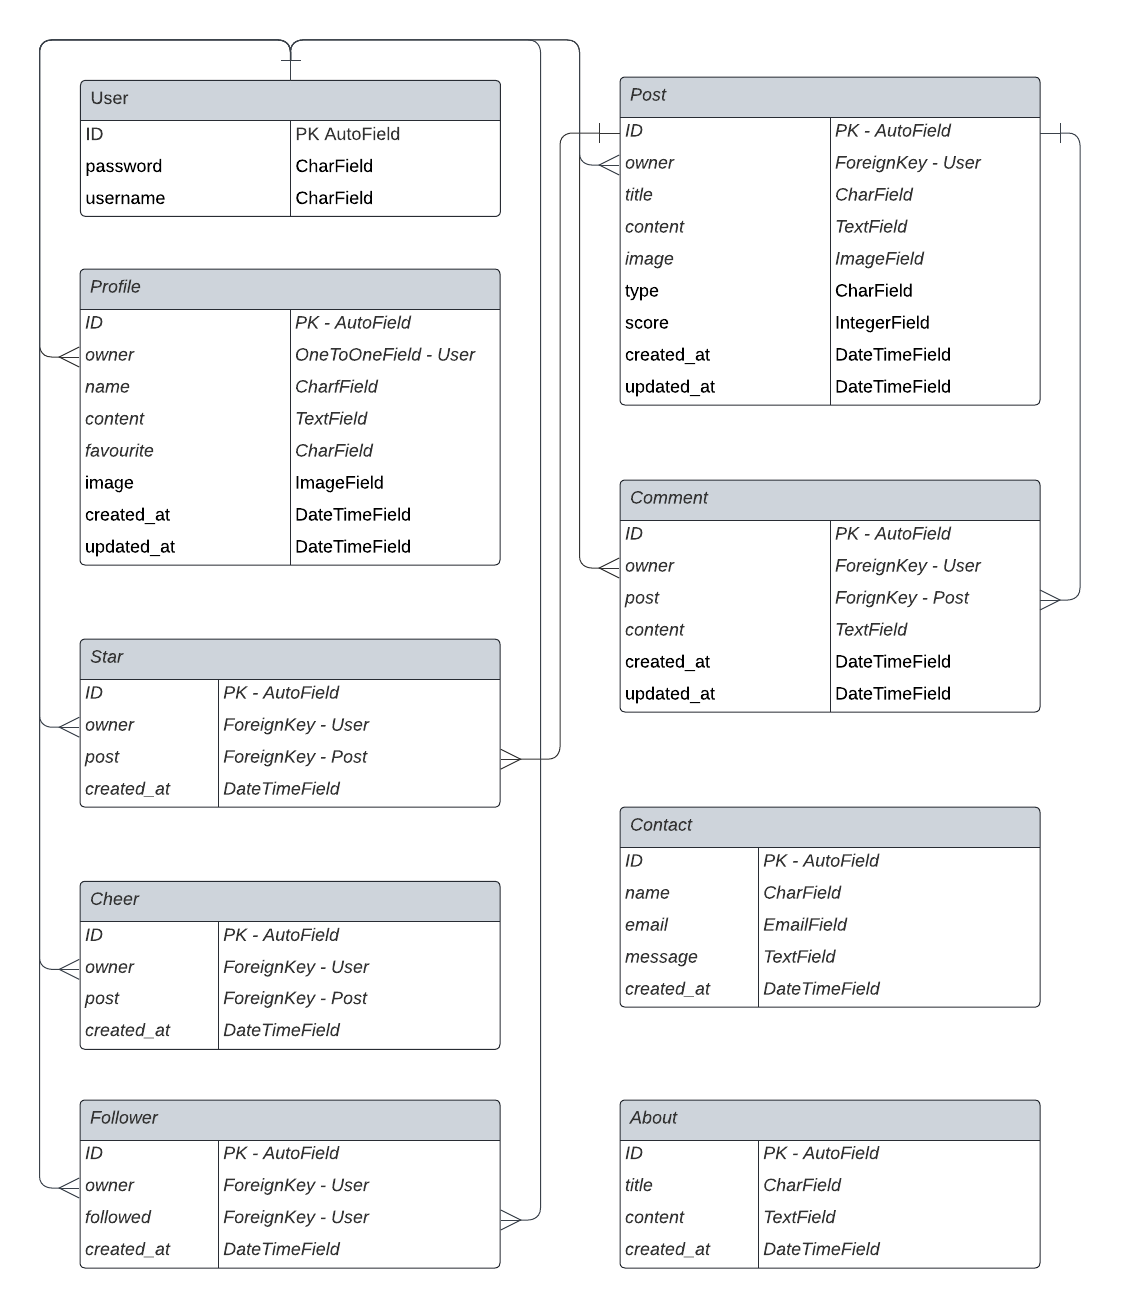 User
ID PK AutoField
password CharField
username CharField
Profile
ID PK - AutoField
owner OneToOneField - User
name CharfField
content TextField
favourite CharField
image ImageField
created_at DateTimeField
updated_at DateTimeField
Star
ID PK - AutoField
owner ForeignKey - User
post ForeignKey - Post
created_at DateTimeField
Cheer
ID PK - AutoField
owner ForeignKey - User
post ForeignKey - Post
created_at DateTimeField
Follower
ID PK - AutoField
owner ForeignKey - User
followed ForeignKey - User
created_at DateTimeField
Post
ID PK - AutoField
owner ForeignKey - User
title CharField
content TextField
image ImageField
type CharField
score IntegerField
created_at DateTimeField
updated_at DateTimeField
Comment
ID PK - AutoField
owner ForeignKey - User
post ForignKey - Post
content TextField
created_at DateTimeField
updated_at DateTimeField
Contact
ID PK - AutoField
name CharField
email EmailField
message TextField
created_at DateTimeField
About
ID PK - AutoField
title CharField
content TextField
created_at DateTimeField